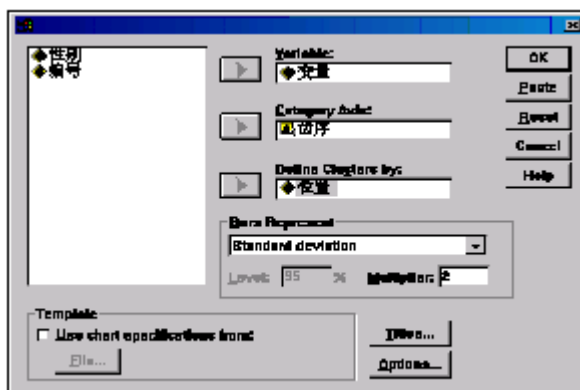 性别
编号
Variable:
变量
Category Axis:
齿序
Define Clusters by:
位置
Bars Represent
Standard deviation
Level: 95 % Multiplier: 2
OK
Paste
Reset
Cancel
Help
Template
Use chart specifications from:
File...
Titles...
Options...